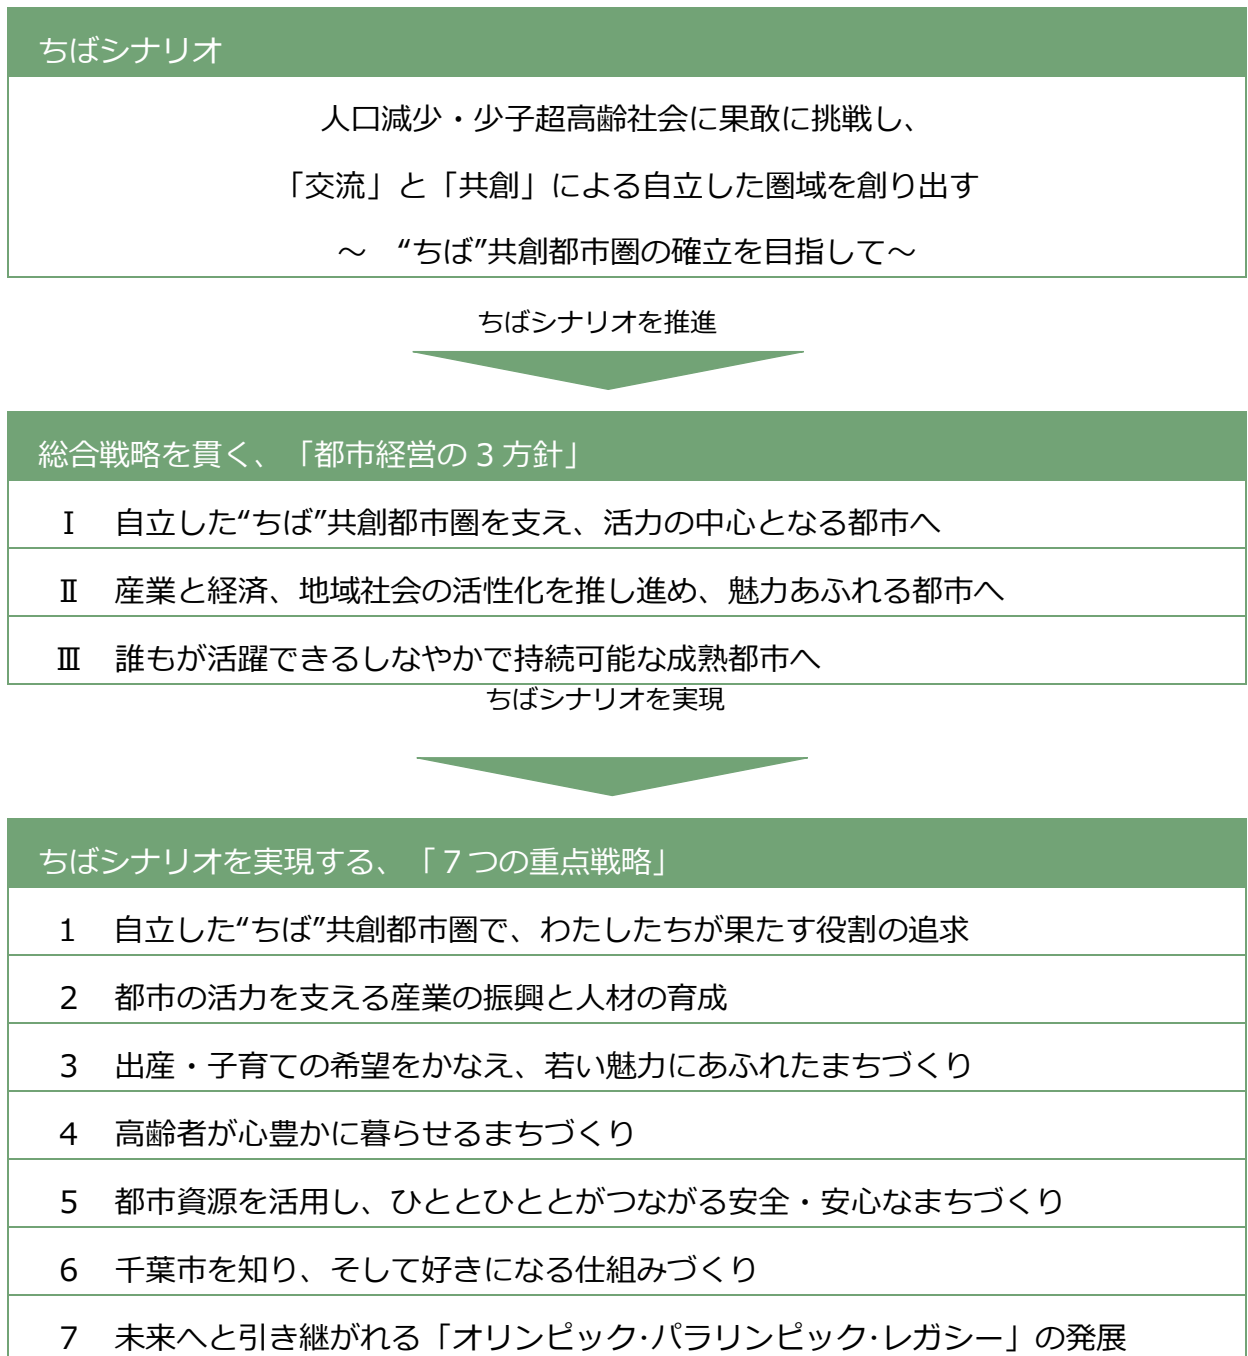 ちばシナリオ
人口減少・少子超高齢社会に果敢に挑戦し、
「交流」と「共創」による自立した圏域を創り出す
～　“ちば”共創都市圏の確立を目指して～
ちばシナリオを推進
総合戦略を貫く、「都市経営の３方針」
Ⅰ　自立した“ちば”共創都市圏を支え、活力の中心となる都市へ
Ⅱ　産業と経済、地域社会の活性化を推し進め、魅力あふれる都市へ
Ⅲ　誰もが活躍できるしなやかで持続可能な成熟都市へ
ちばシナリオを実現
ちばシナリオを実現する、「７つの重点戦略」
１　自立した“ちば”共創都市圏で、わたしたちが果たす役割の追求
２　都市の活力を支える産業の振興と人材の育成
３　出産・子育ての希望をかなえ、若い魅力にあふれたまちづくり
４　高齢者が心豊かに暮らせるまちづくり
５　都市資源を活用し、ひととひととがつながる安全・安心なまちづくり
６　千葉市を知り、そして好きになる仕組みづくり
７　未来へと引き継がれる「オリンピック･パラリンピック･レガシー」の発展